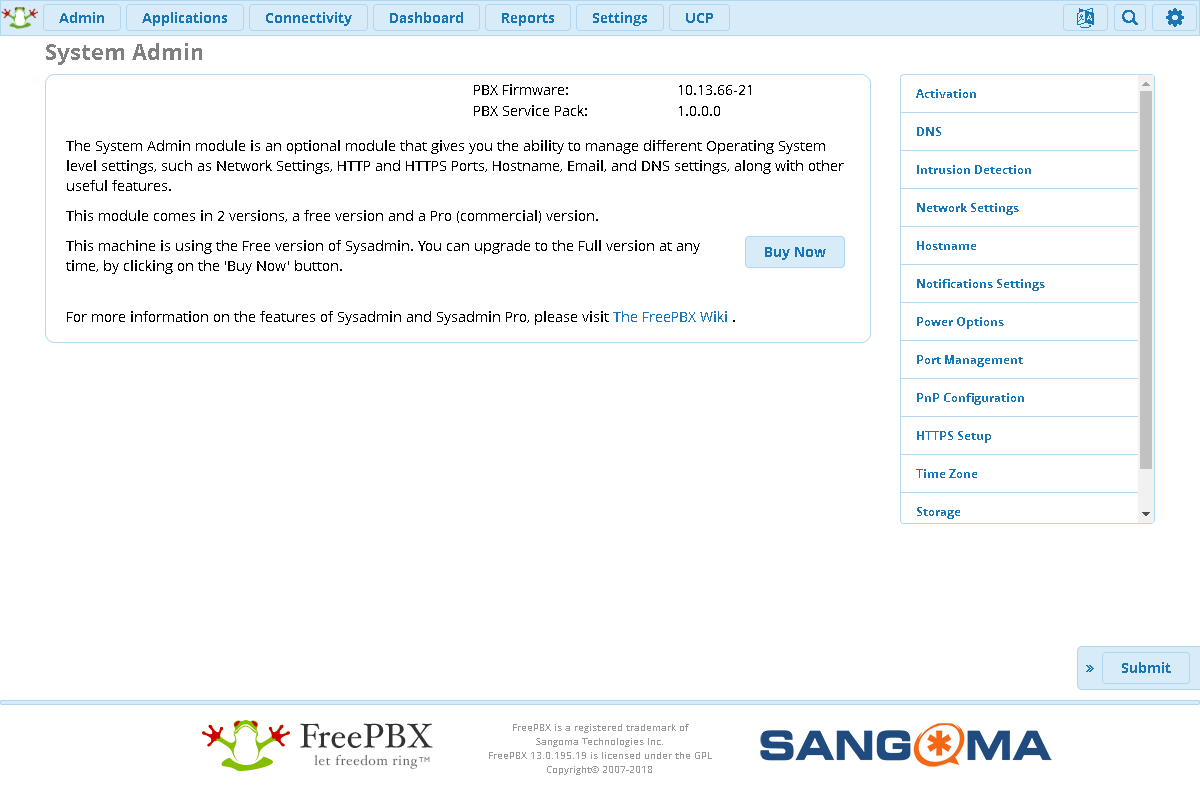 Admin
Applications
Connectivity
Dashboard
Reports
Settings
UCP
System Admin
PBX Firmware: 10.13.66-21
PBX Service Pack: 1.0.0.0
The System Admin module is an optional module that gives you the ability to manage different Operating System
level settings, such as Network Settings, HTTP and HTTPS Ports, Hostname, Email, and DNS settings, along with other
useful features.
This module comes in 2 versions, a free version and a Pro (commercial) version.
This machine is using the Free version of Sysadmin. You can upgrade to the Full version at any
time, by clicking on the 'Buy Now' button.
Buy Now
For more information on the features of Sysadmin and Sysadmin Pro, please visit The FreePBX Wiki .
Activation
DNS
Intrusion Detection
Network Settings
Hostname
Notifications Settings
Power Options
Port Management
PnP Configuration
HTTPS Setup
Time Zone
Storage
» Submit
FreePBX
let freedom ring™
FreePBX is a registered trademark of
Sangoma Technologies Inc.
FreePBX 13.0.195.19 is licensed under the GPL
Copyright© 2007-2018
SANGOMA